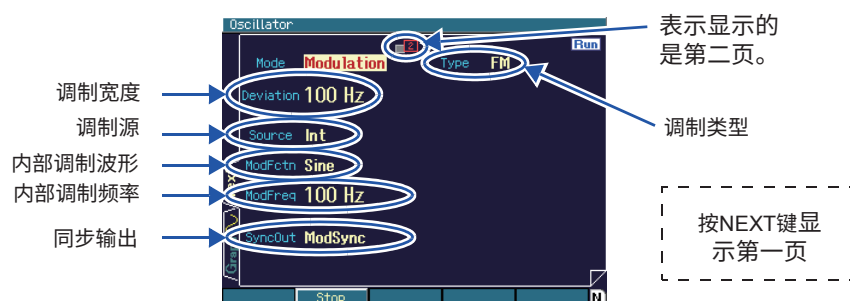 Oscillator
2
Run
Mode Modulation
Type FM
Deviation 100 Hz
Source Int
ModFctn Sine
ModFreq 100 Hz
SyncOut ModSync
Stop
N
调制宽度
调制源
内部调制波形
内部调制频率
同步输出
表示显示的
是第二页。
调制类型
按NEXT键显
示第一页